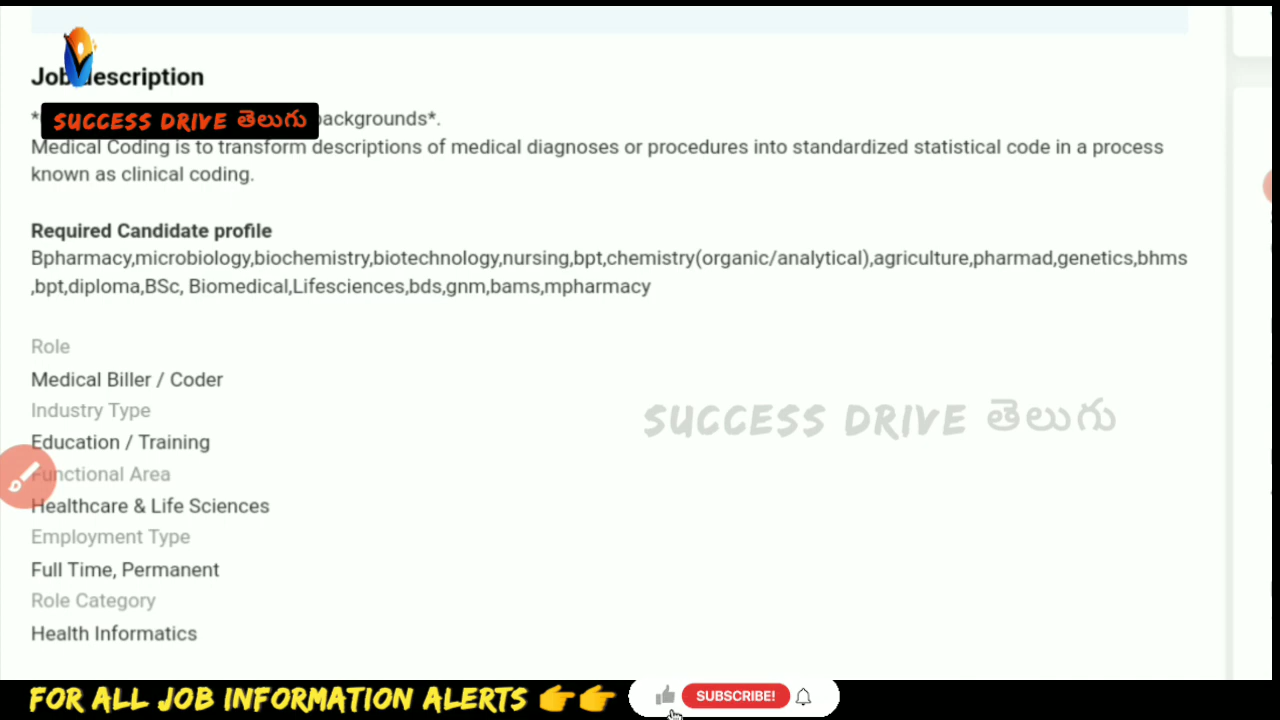 Job description
SUCCESS DRIVE తెలుగు
* backgrounds*.
Medical Coding is to transform descriptions of medical diagnoses or procedures into standardized statistical code in a process
known as clinical coding.
Required Candidate profile
Bpharmacy,microbiology,biochemistry,biotechnology,nursing,bpt,chemistry(organic/analytical),agriculture,pharmad,genetics,bhms
,bpt,diploma,BSc, Biomedical,Lifesciences,bds,gnm,bams,mpharmacy
Role
Medical Biller / Coder
Industry Type
SUCCESS DRIVE తెలుగు
Education / Training
Functional Area
Healthcare & Life Sciences
Employment Type
Full Time, Permanent
Role Category
Health Informatics
FOR ALL JOB INFORMATION ALERTS 👉👉 SUBSCRIBE!